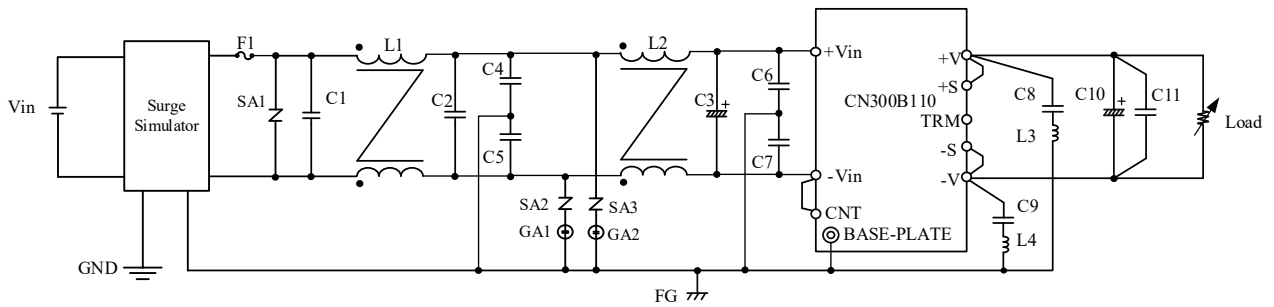 F1
L1
L2
+Vin
+V
C4
C6
+S
C8
Vin
Surge
Simulator
SA1
C1
C2
C3
+
CN300B110
C10
+
C11
TRM
L3
Load
C5
C7
-S
-Vin
-V
SA2
SA3
CNT
C9
GA1
GA2
BASE-PLATE
L4
GND
FG